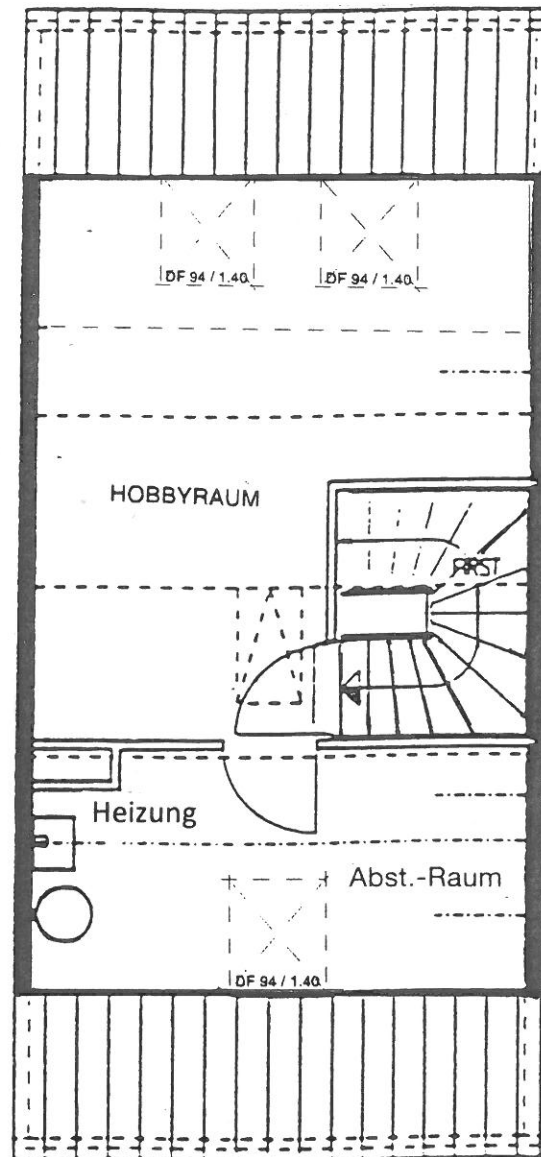 DF 94 / 1.40
DF 94 / 1.40
HOBBYRAUM
FIRST
Heizung
Abst.-Raum
DF 94 / 1.40